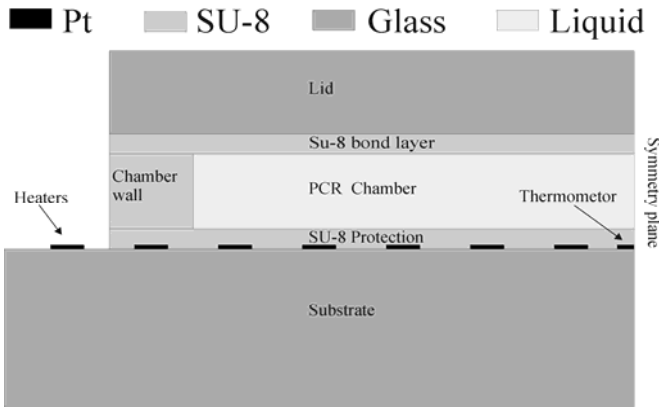 Pt SU-8 Glass Liquid
Lid
Su-8 bond layer
Chamber
wall
PCR Chamber
Heaters
Thermometor
SU-8 Protection
Substrate
Symmetry plane